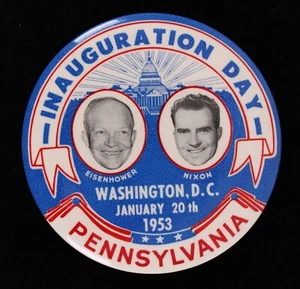 INAUGURATION DAY
EISENHOWER
NIXON
WASHINGTON, D.C.
JANUARY 20th
1953
PENNSYLVANIA